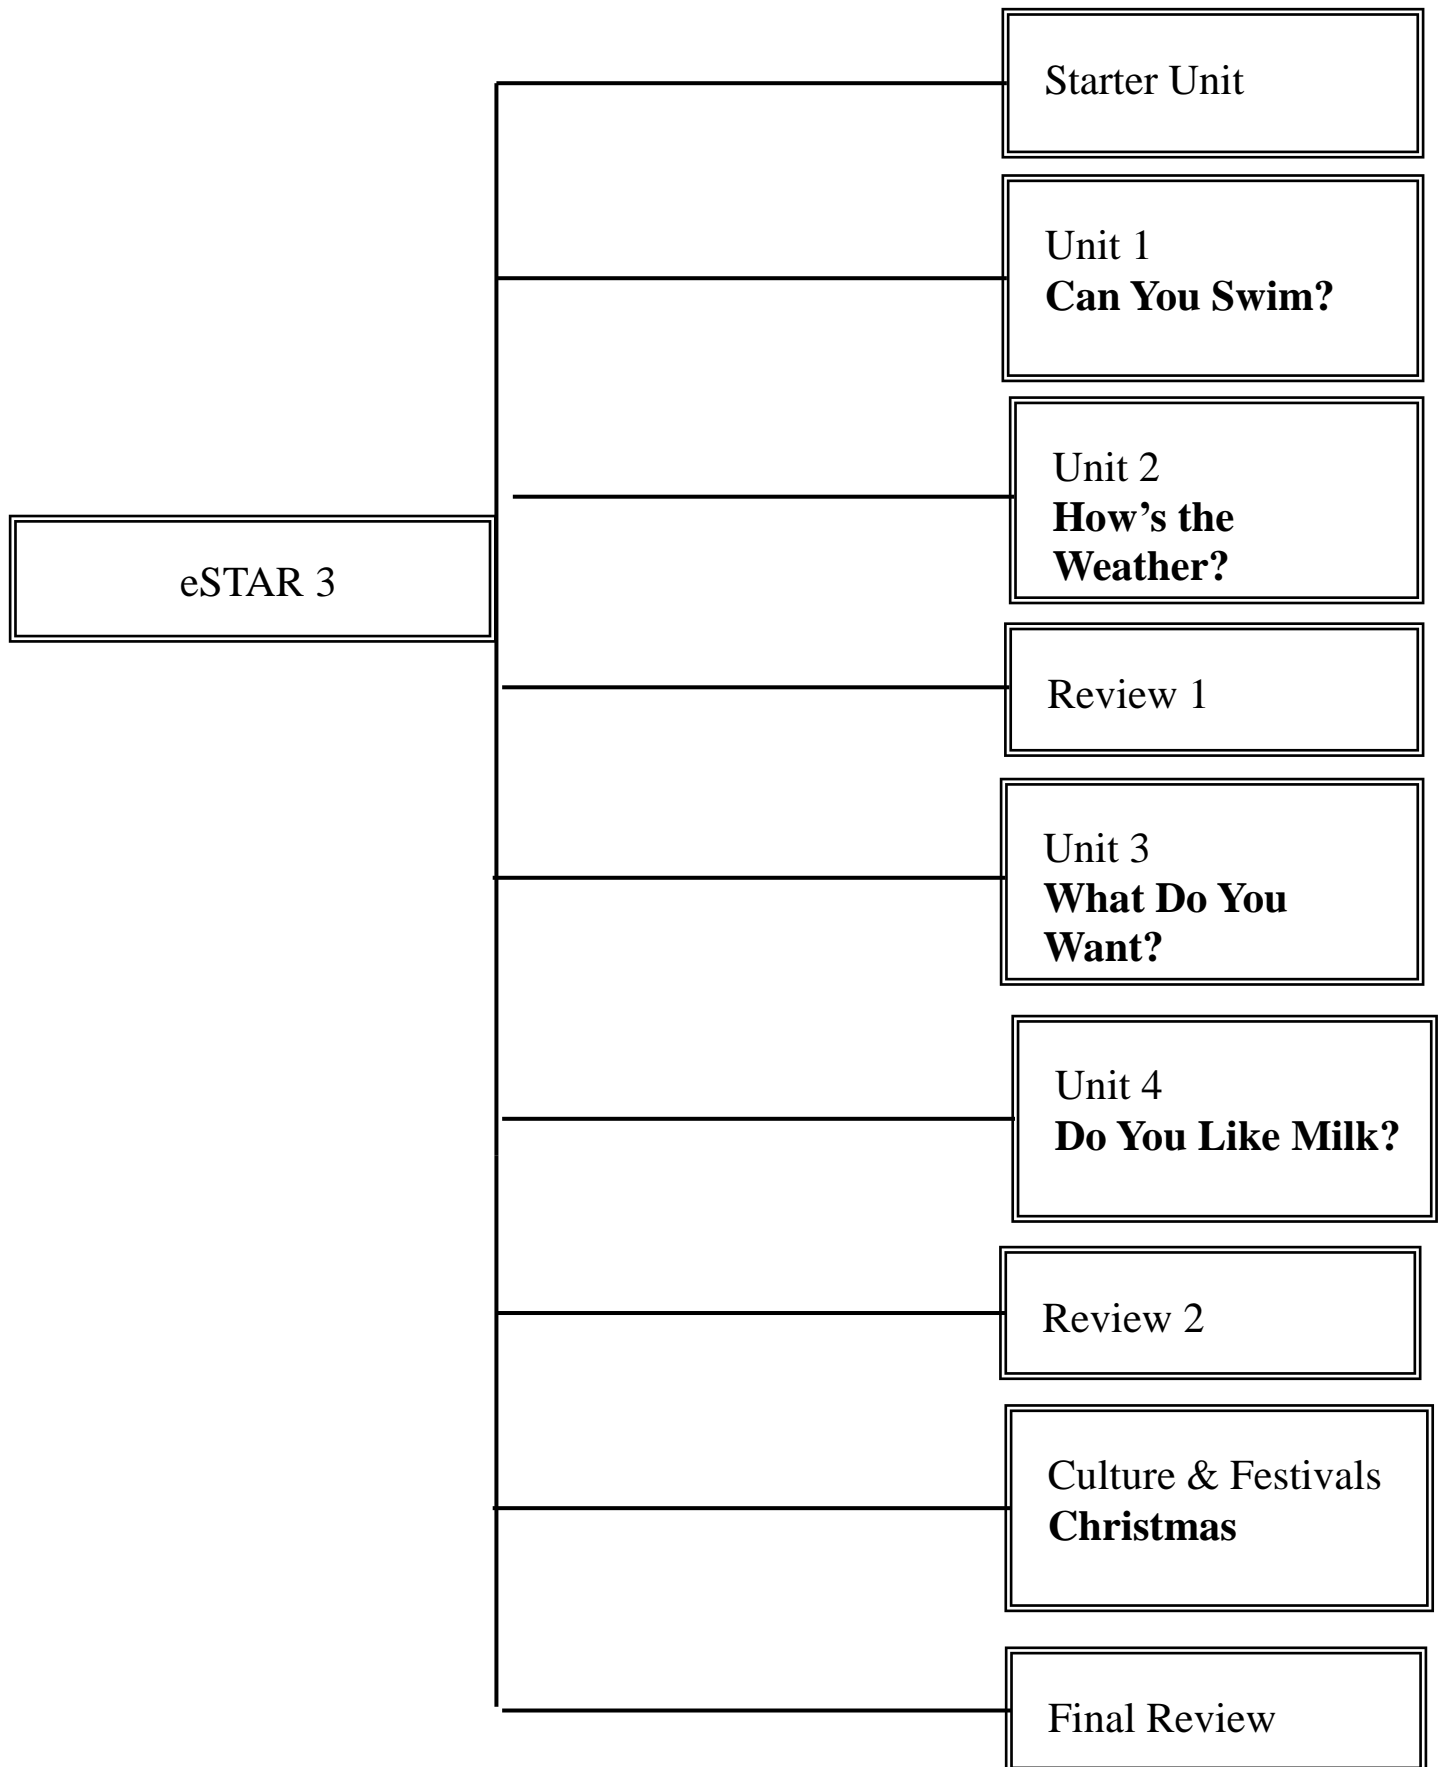 Starter Unit
Unit 1
Can You Swim?
Unit 2
How’s the
Weather?
eSTAR 3
Review 1
Unit 3
What Do You
Want?
Unit 4
Do You Like Milk?
Review 2
Culture & Festivals
Christmas
Final Review